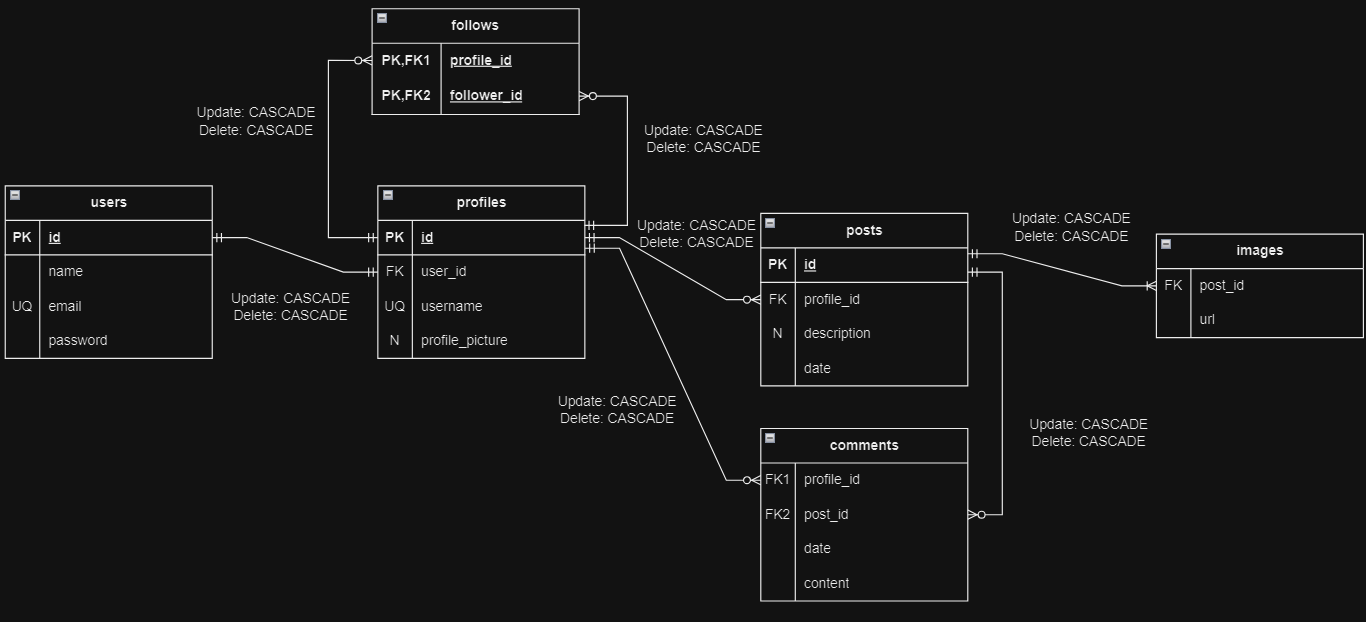 follows
PK,FK1 profile_id
PK,FK2 follower_id
Update: CASCADE
Delete: CASCADE
Update: CASCADE
Delete: CASCADE
users
PK id
name
UQ email
password
Update: CASCADE
Delete: CASCADE
profiles
PK id
FK user_id
UQ username
N profile_picture
Update: CASCADE
Delete: CASCADE
posts
PK id
FK profile_id
N description
date
Update: CASCADE
Delete: CASCADE
images
FK post_id
url
Update: CASCADE
Delete: CASCADE
comments
FK1 profile_id
FK2 post_id
date
content
Update: CASCADE
Delete: CASCADE